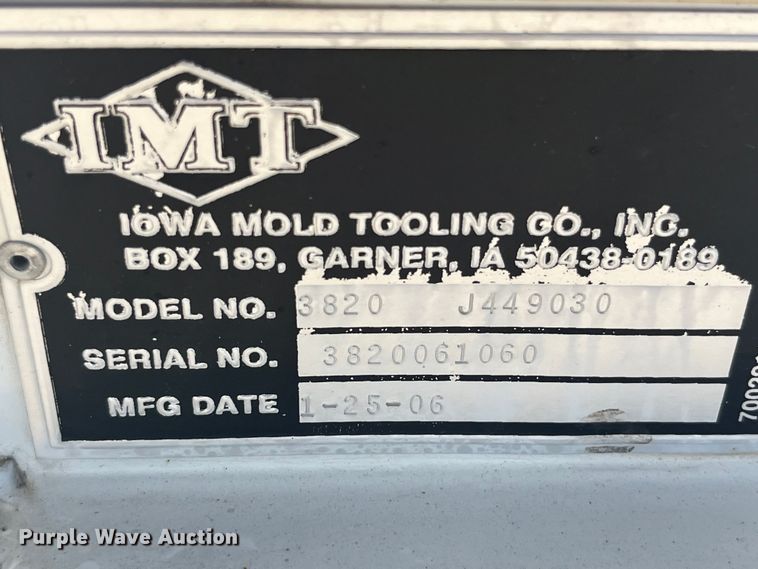 IMT
IOWA MOLD TOOLING CO., INC.
BOX 189, GARNER, IA 50438-0189
MODEL NO. 3820 J449030
SERIAL NO. 3820061060
MFG DATE 1-25-06
Purple Wave Auction